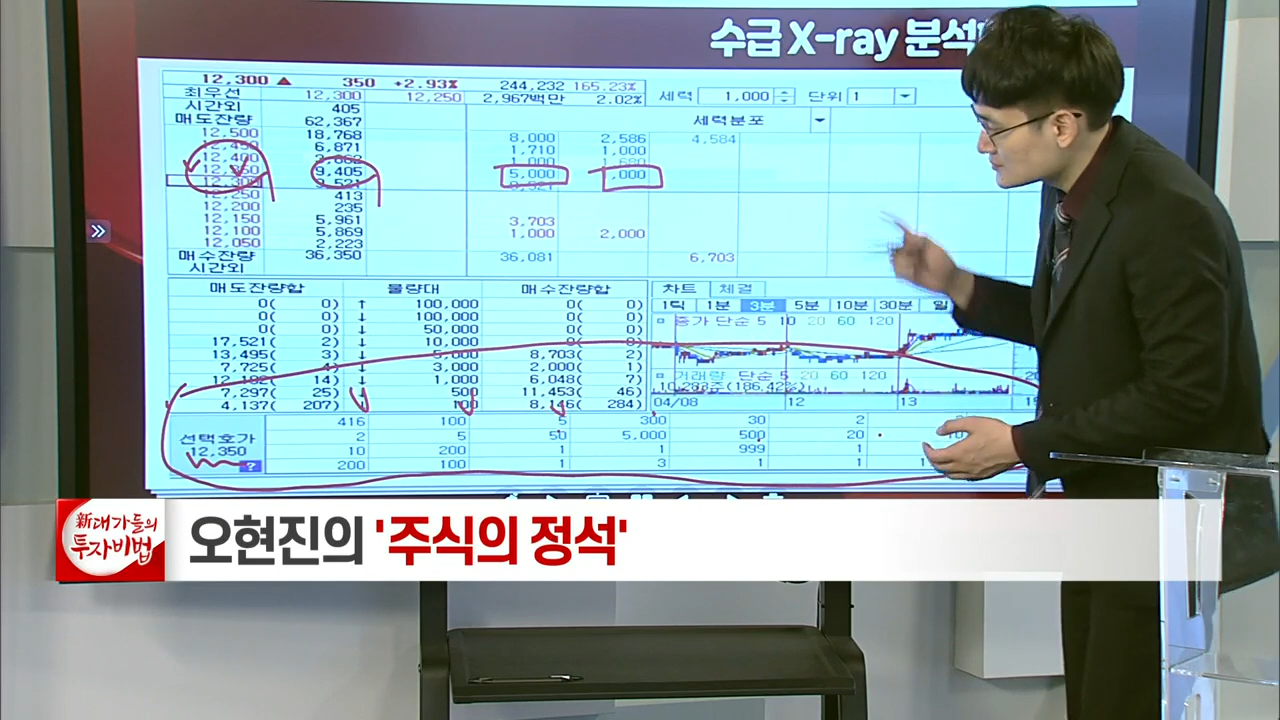 수급 X-ray 분석
12,300 ▲ 350 +2.93% 244,232 165.23%
최우선 12,300 12,250 2,967백만 2.02% 세력 1,000 단위 1
시간외 405
매도잔량 62,367 세력분포
12,500 18,768 8,000 2,586 4,584
6,871 1,710 1,000
12,400 1,000 1,680
9,405 5,000 ,000
12,250 413
12,200 235
12,150 5,961 3,703
12,100 5,869 1,000 2,000
12,050 2,223
매수잔량 36,350 36,081 6,703
시간외
매도잔량합 물량대 매수잔량합 차트 체결
0( 0) ↑ 100,000 0( 0) 1틱 1분 3분 5분 10분 30분 일
0( 0) ↓ 100,000 0( 0) 종가 단순 5 10 20 60 120
0( 0) ↓ 50,000 0( 0)
17,521( 2) ↓ 10,000
13,495( 3) ↓ 5,000 8,703( 2)
7,725( 4) ↓ 3,000 2,000( 1) 거래량 단순 5 20 60 120
14) ↓ 1,000 6,048( 7) 10,288주(186.42%)
7,297( 25) 500 11,453( 46)
4,137( 207) 100 8,146( 284) 04/08 12 13
416 100 5 300 30 2
선택호가 2 5 50 5,000 500 20
12,350 10 200 1 1 999 1
? 200 100 1 3 1 1
新대가들의
투자비법
오현진의 '주식의 정석'